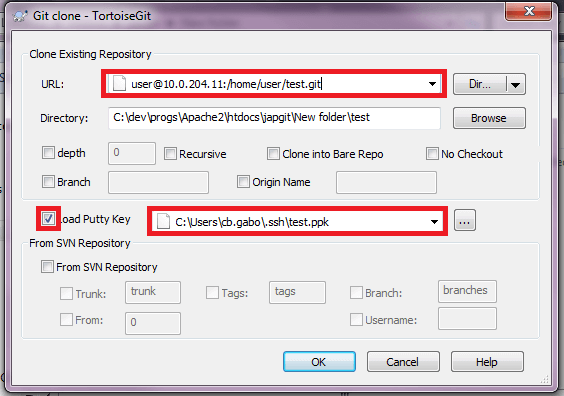 Git clone - TortoiseGit
Clone Existing Repository
URL: user@10.0.204.11:/home/user/test.git Dir...
Directory: C:\dev\progs\Apache2\htdocs\japgit\New folder\test Browse
depth 0 Recursive Clone into Bare Repo No Checkout
Branch Origin Name
Load Putty Key C:\Users\cb.gabo\.ssh\test.ppk ...
From SVN Repository
From SVN Repository
Trunk: trunk Tags: tags Branch: branches
From: 0 Username:
OK Cancel Help